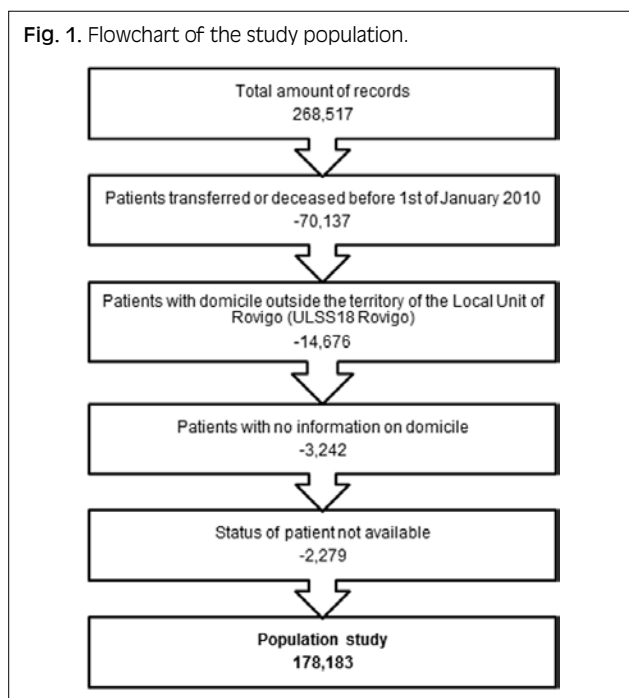 Fig. 1. Flowchart of the study population.
Total amount of records
268,517
Patients transferred or deceased before 1st of January 2010
-70,137
Patients with domicile outside the territory of the Local Unit of
Rovigo (ULSS18 Rovigo)
-14,676
Patients with no information on domicile
-3,242
Status of patient not available
-2,279
Population study
178,183